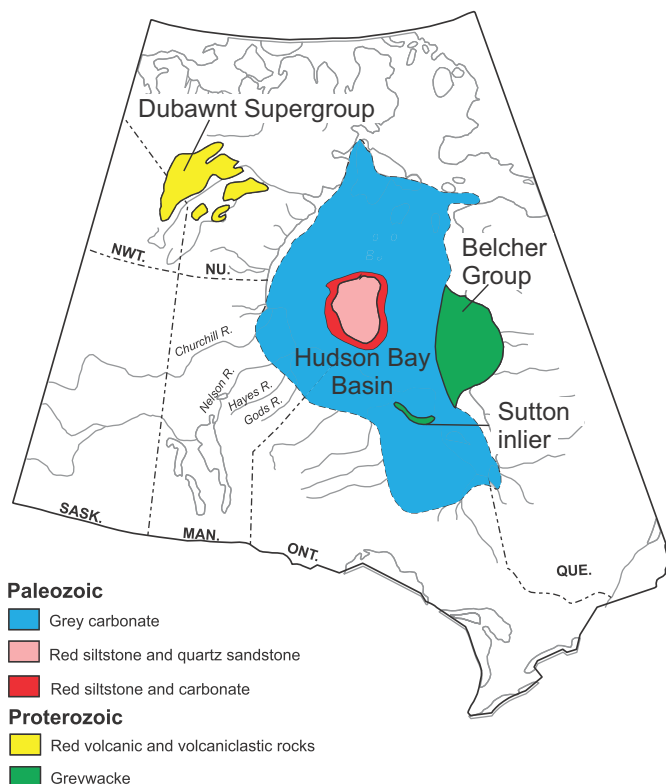 Dubawnt Supergroup
NWT.
NU.
Belcher
Group
Churchill R.
Hudson Bay
Basin
Nelson R.
Hayes R.
Gods R.
Sutton
inlier
SASK.
MAN.
ONT.
QUE.
Paleozoic
Grey carbonate
Red siltstone and quartz sandstone
Red siltstone and carbonate
Proterozoic
Red volcanic and volcaniclastic rocks
Greywacke